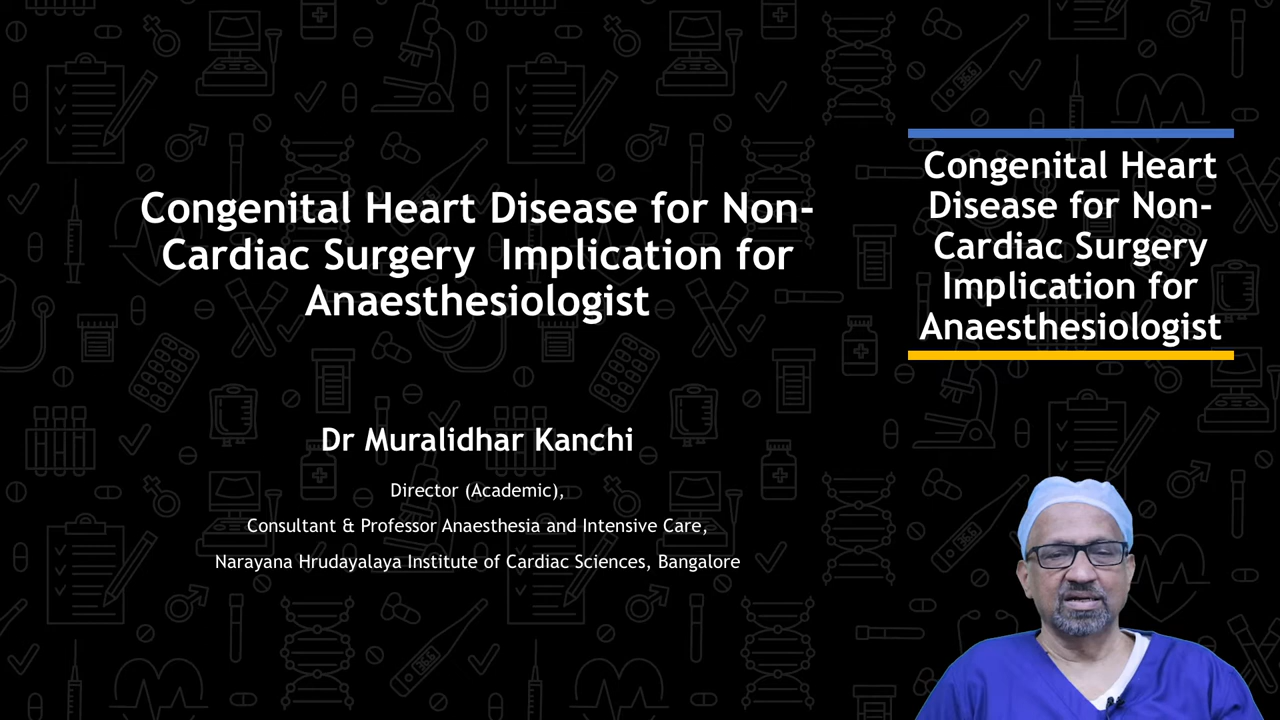 Congenital Heart Disease for Non-
Cardiac Surgery Implication for
Anaesthesiologist
Dr Muralidhar Kanchi
Director (Academic),
Consultant & Professor Anaesthesia and Intensive Care,
Narayana Hrudayalaya Institute of Cardiac Sciences, Bangalore
Congenital Heart
Disease for Non-
Cardiac Surgery
Implication for
Anaesthesiologist